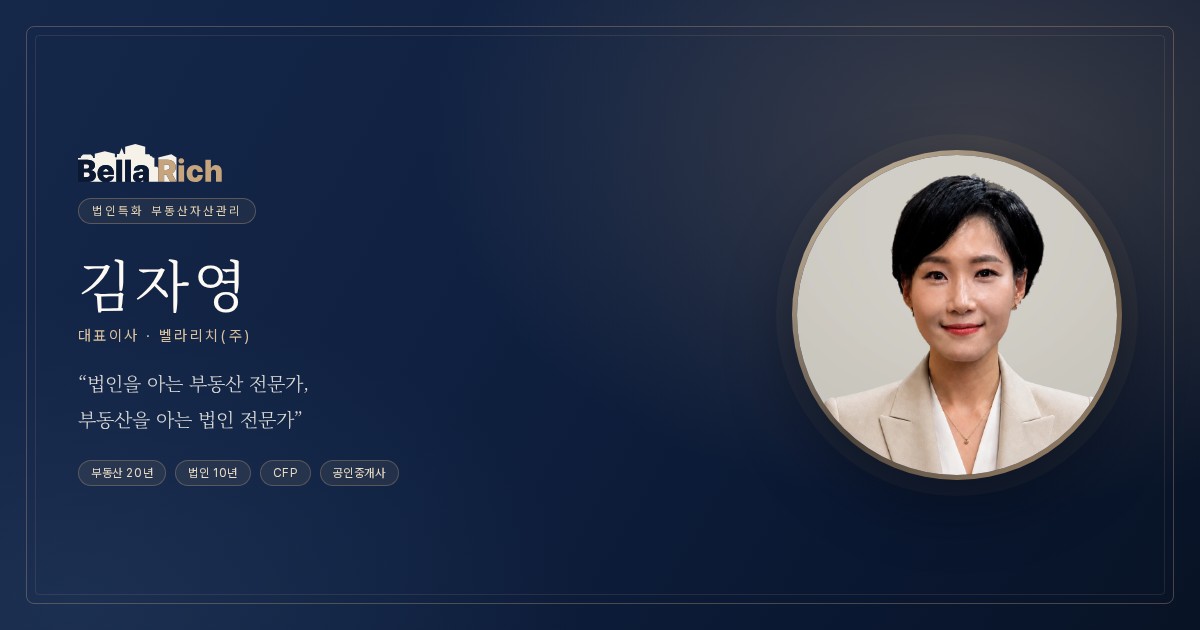 Bella Rich
법인특화 부동산자산관리
김자영
대표이사 · 벨라리치(주)
“법인을 아는 부동산 전문가,
부동산을 아는 법인 전문가”
부동산 20년
법인 10년
CFP
공인중개사